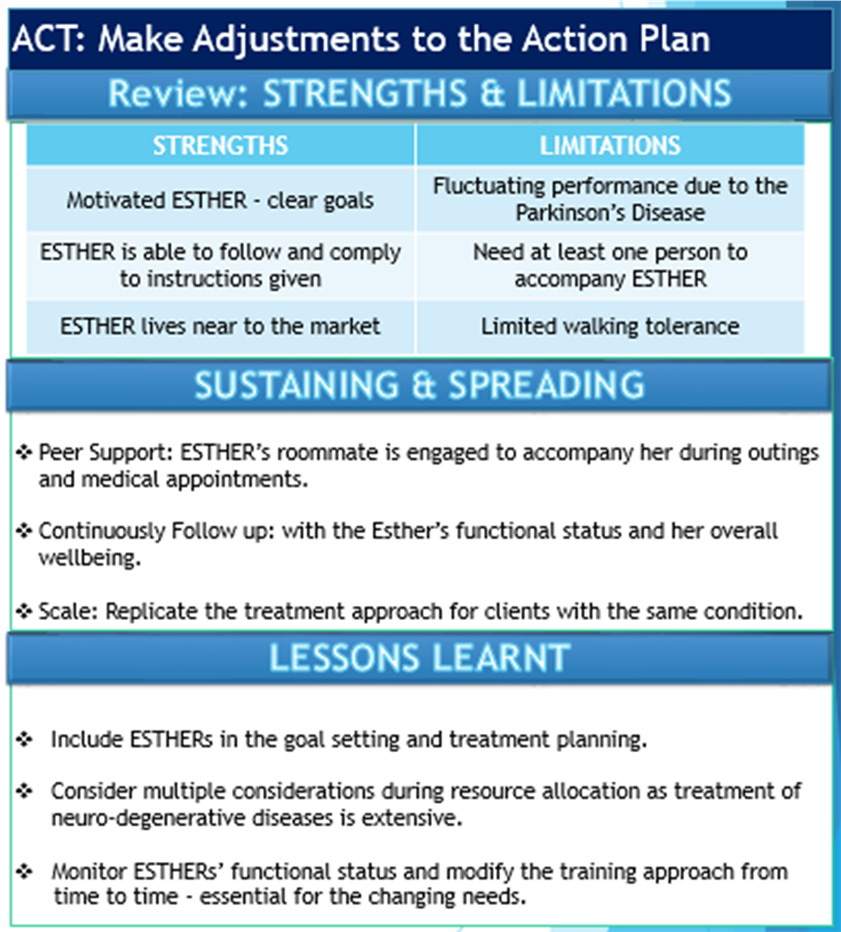 ACT: Make Adjustments to the Action Plan
Review: STRENGTHS & LIMITATIONS
STRENGTHS
LIMITATIONS
Motivated ESTHER - clear goals
Fluctuating performance due to the
Parkinson's Disease
ESTHER is able to follow and comply
to instructions given
Need at least one person to
accompany ESTHER
ESTHER lives near to the market
Limited walking tolerance
SUSTAINING & SPREADING
❖ Peer Support: ESTHER's roommate is engaged to accompany her during outings
and medical appointments.
❖ Continuously Follow up: with the Esther's functional status and her overall
wellbeing.
❖ Scale: Replicate the treatment approach for clients with the same condition.
LESSONS LEARNT
❖ Include ESTHERs in the goal setting and treatment planning.
❖ Consider multiple considerations during resource allocation as treatment of
neuro-degenerative diseases is extensive.
❖ Monitor ESTHERs' functional status and modify the training approach from
time to time - essential for the changing needs.